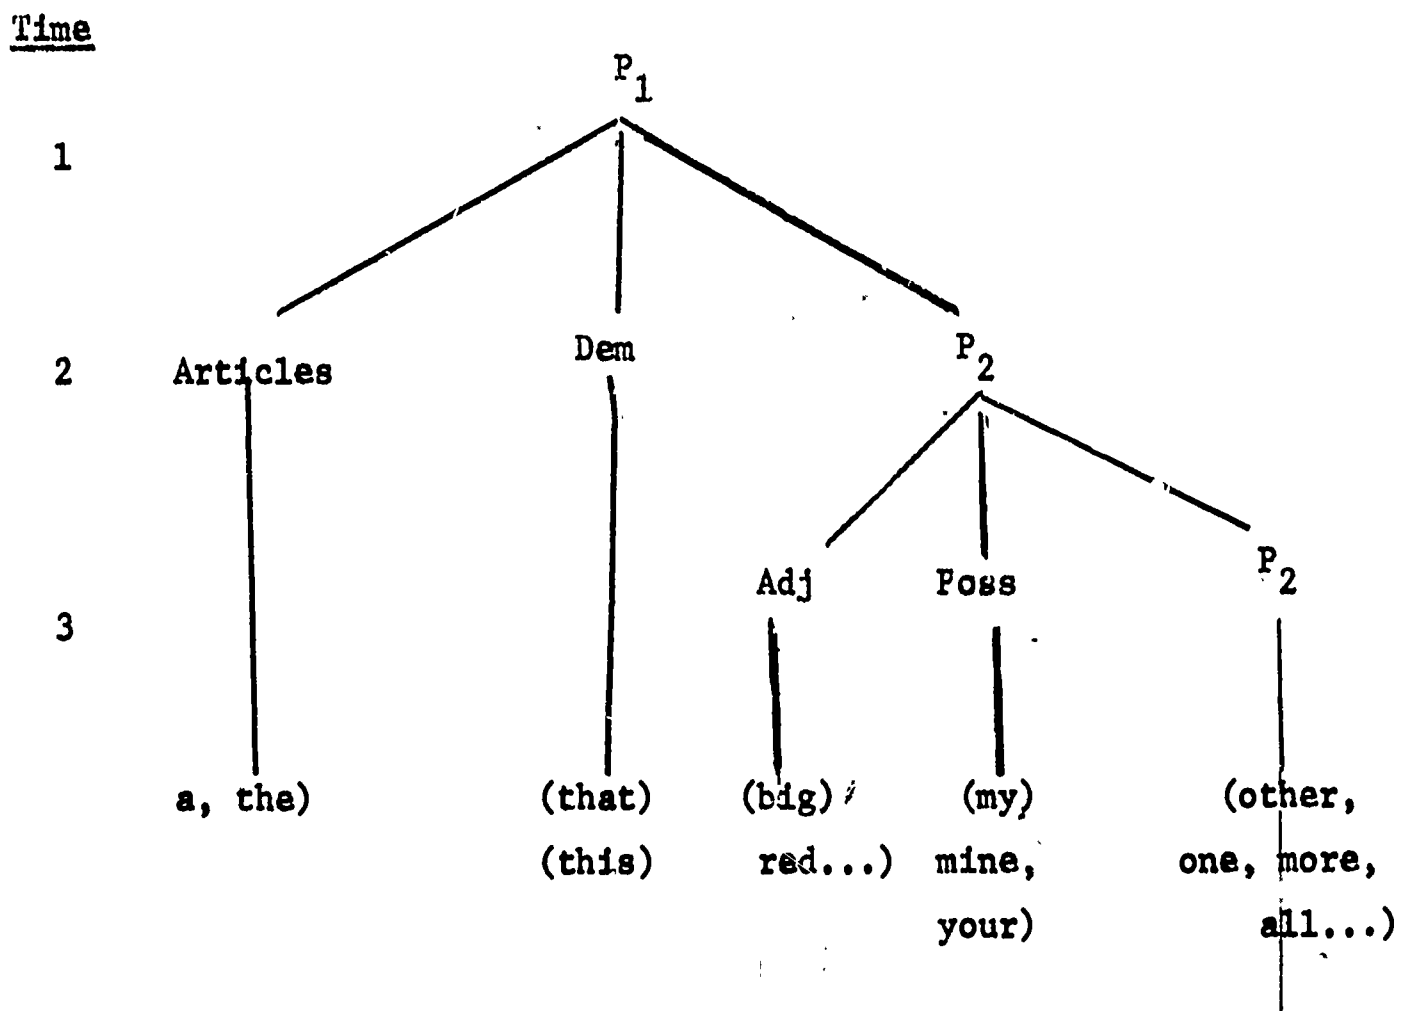 Time
P1
1
2 Articles Dem P2
Adj Poss P2
3
a, the) (that) (big) (my) (other,
(this) red...) mine, one, more,
your) all...)